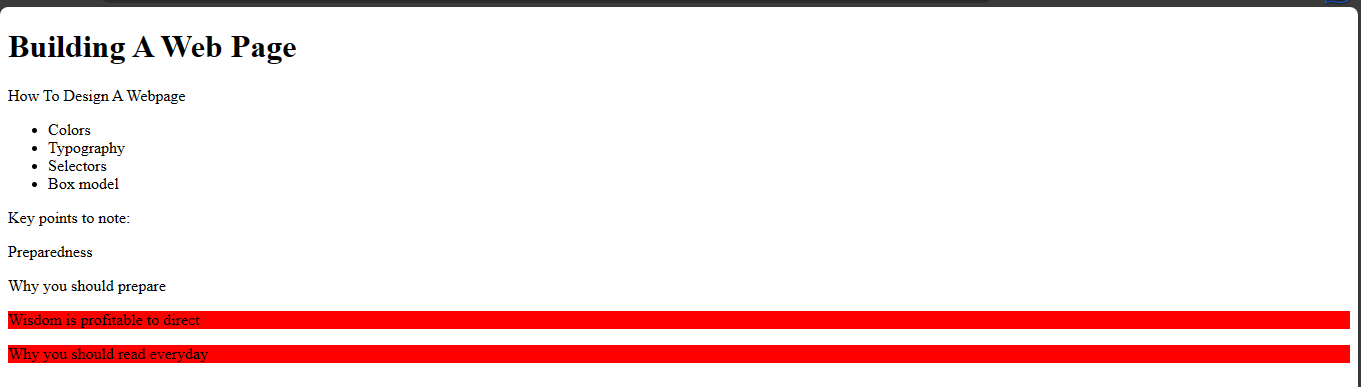 Building A Web Page
How To Design A Webpage
Colors
Typography
Selectors
Box model
Key points to note:
Preparedness
Why you should prepare
Wisdom is profitable to direct
Why you should read everyday